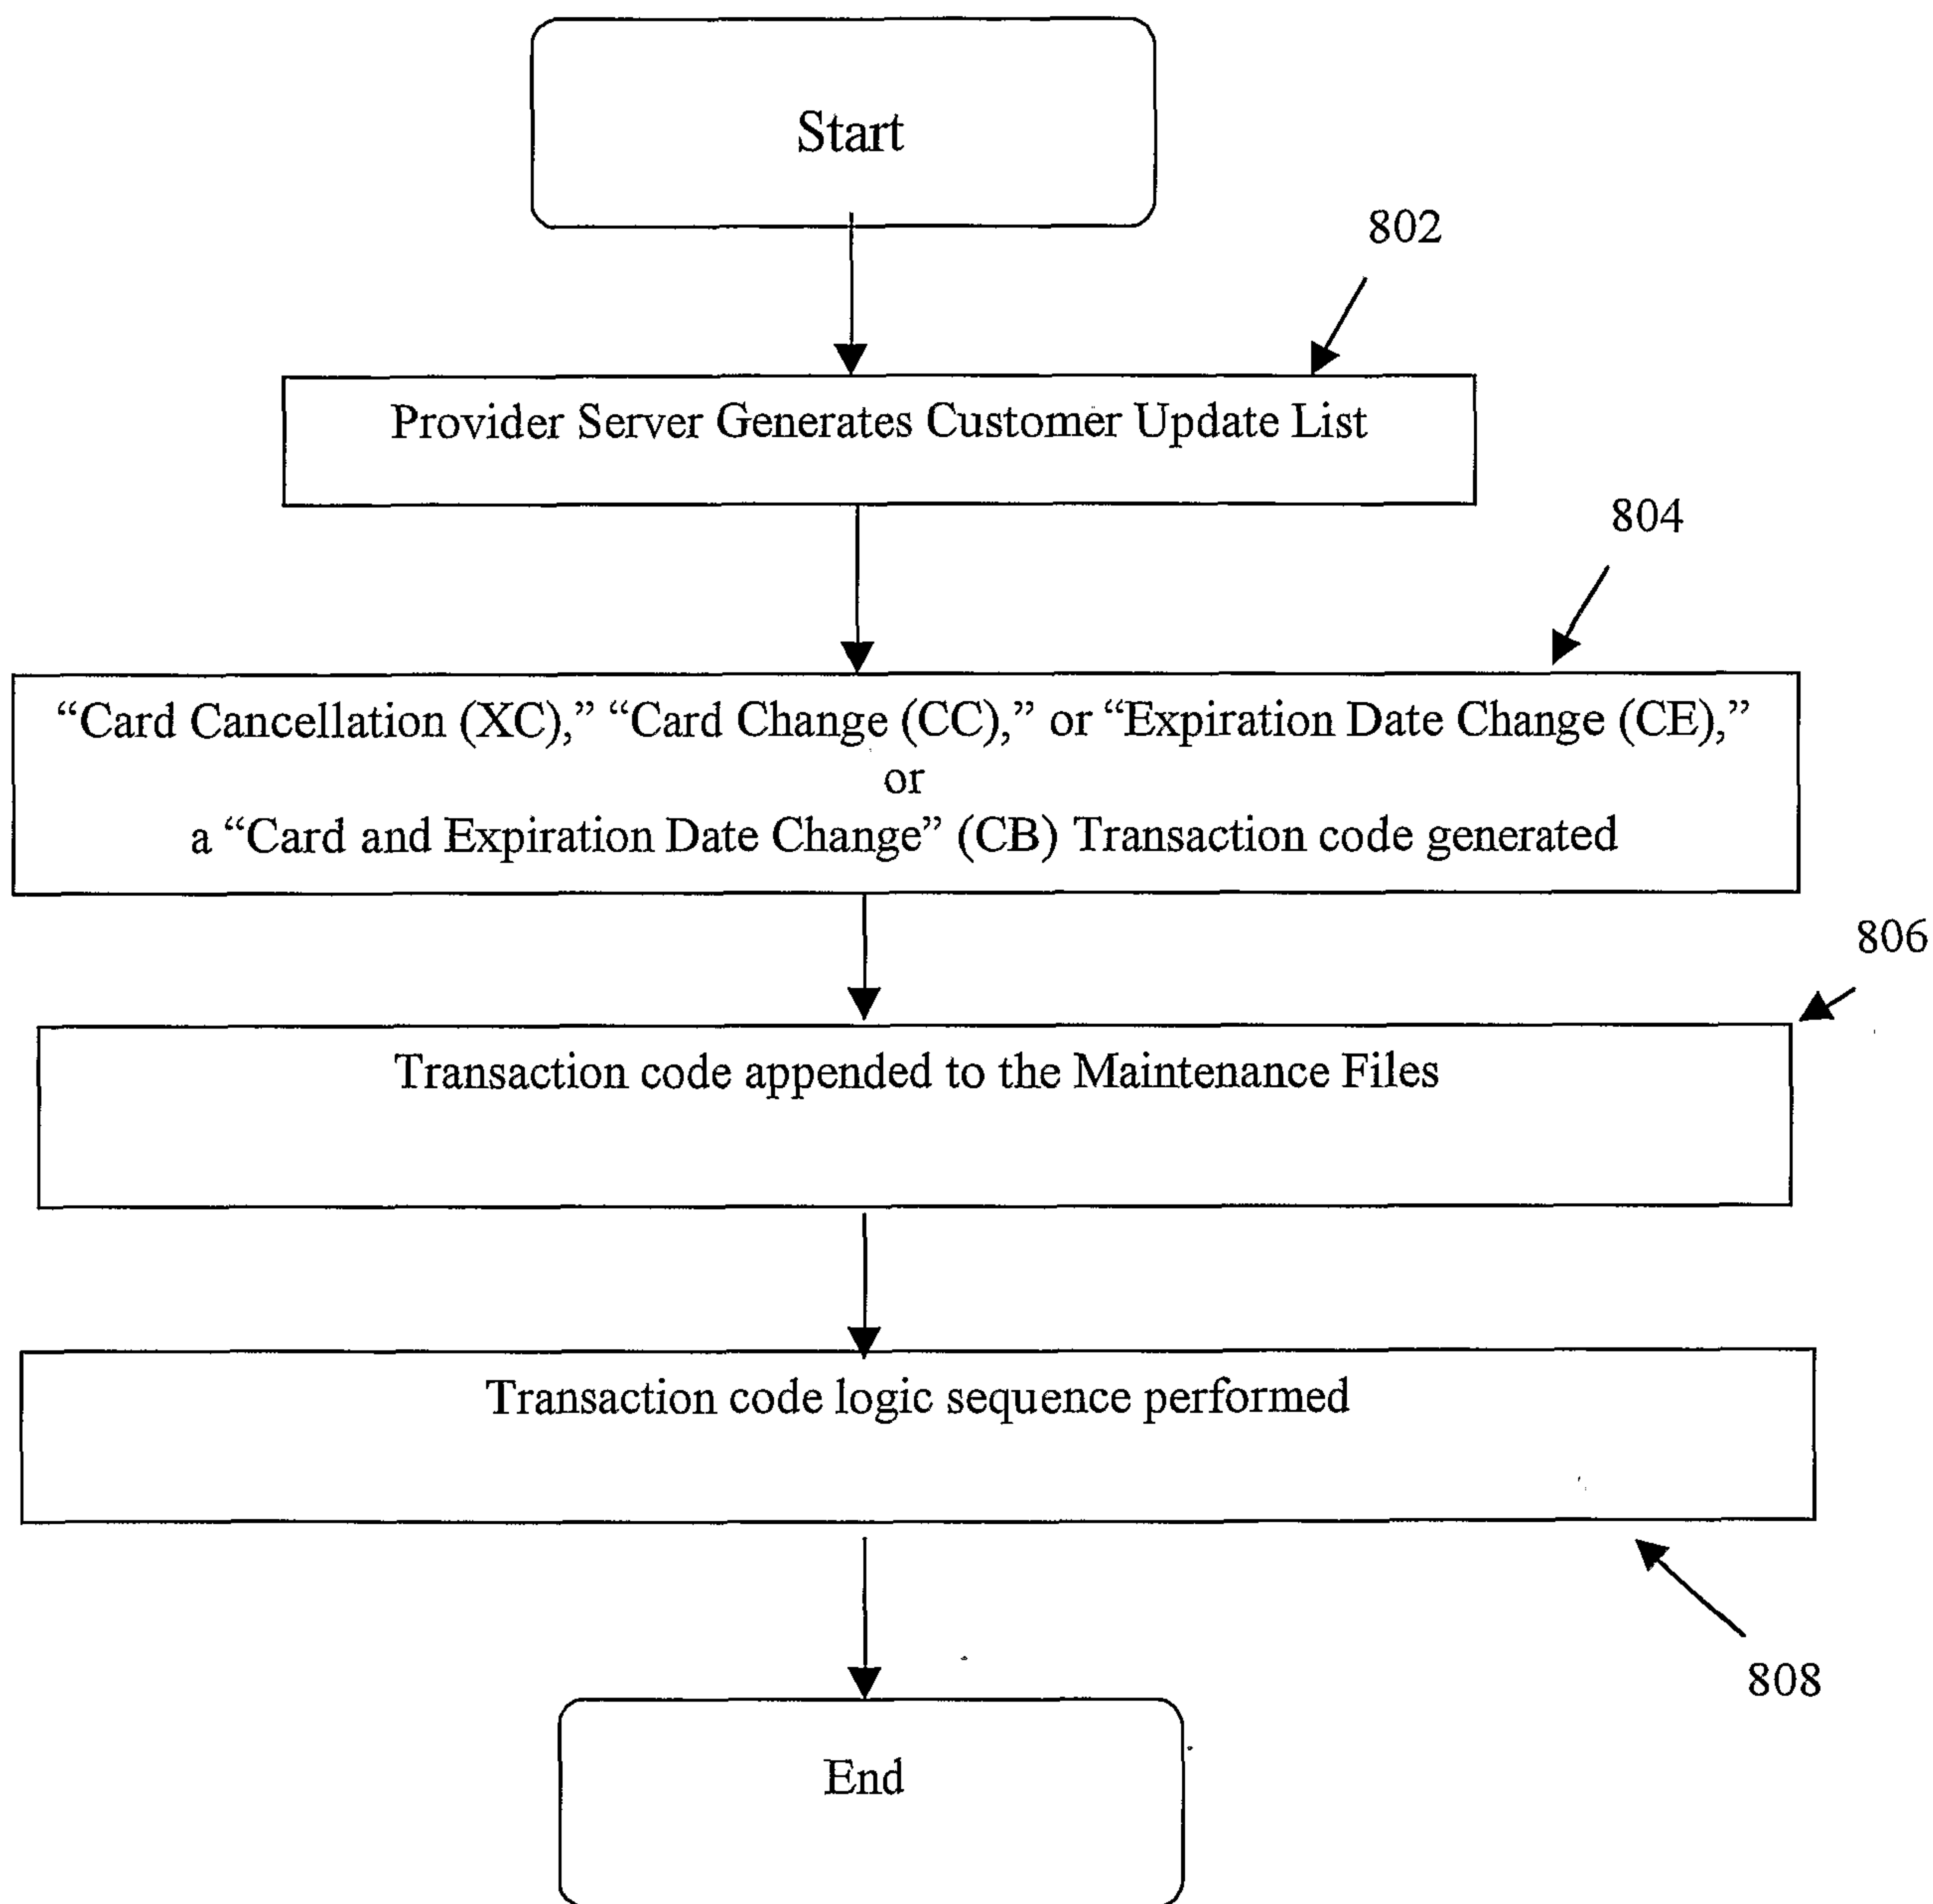 Start
802
Provider Server Generates Customer Update List
804
“Card Cancellation (XC),” “Card Change (CC),” or “Expiration Date Change (CE),”
or
a “Card and Expiration Date Change” (CB) Transaction code generated
806
Transaction code appended to the Maintenance Files
Transaction code logic sequence performed
808
End